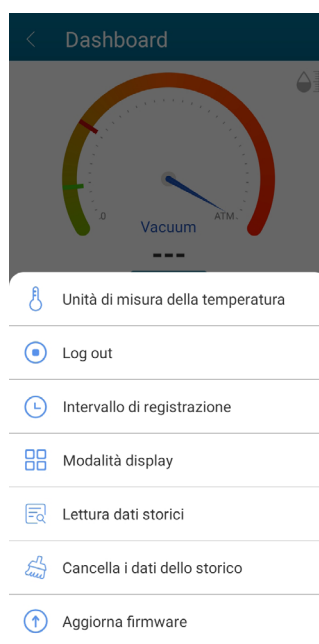 Dashboard
0
ATM
Vacuum
---
Unità di misura della temperatura
Log out
Intervallo di registrazione
Modalità display
Lettura dati storici
Cancella i dati dello storico
Aggiorna firmware